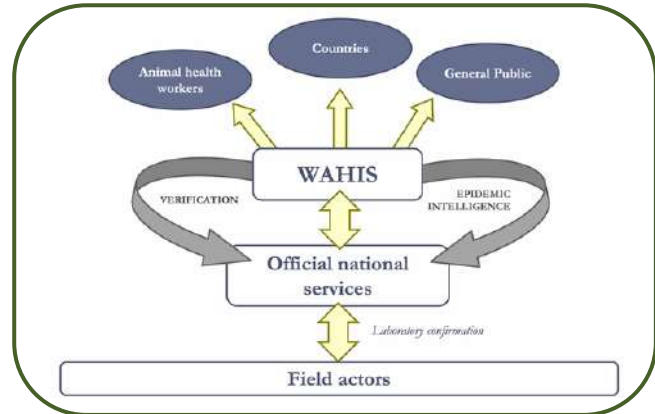 Countries
Animal health
workers
General Public
WAHIS
VERIFICATION
EPIDEMIC
INTELLIGENCE
Official national
services
Laboratory confirmation
Field actors